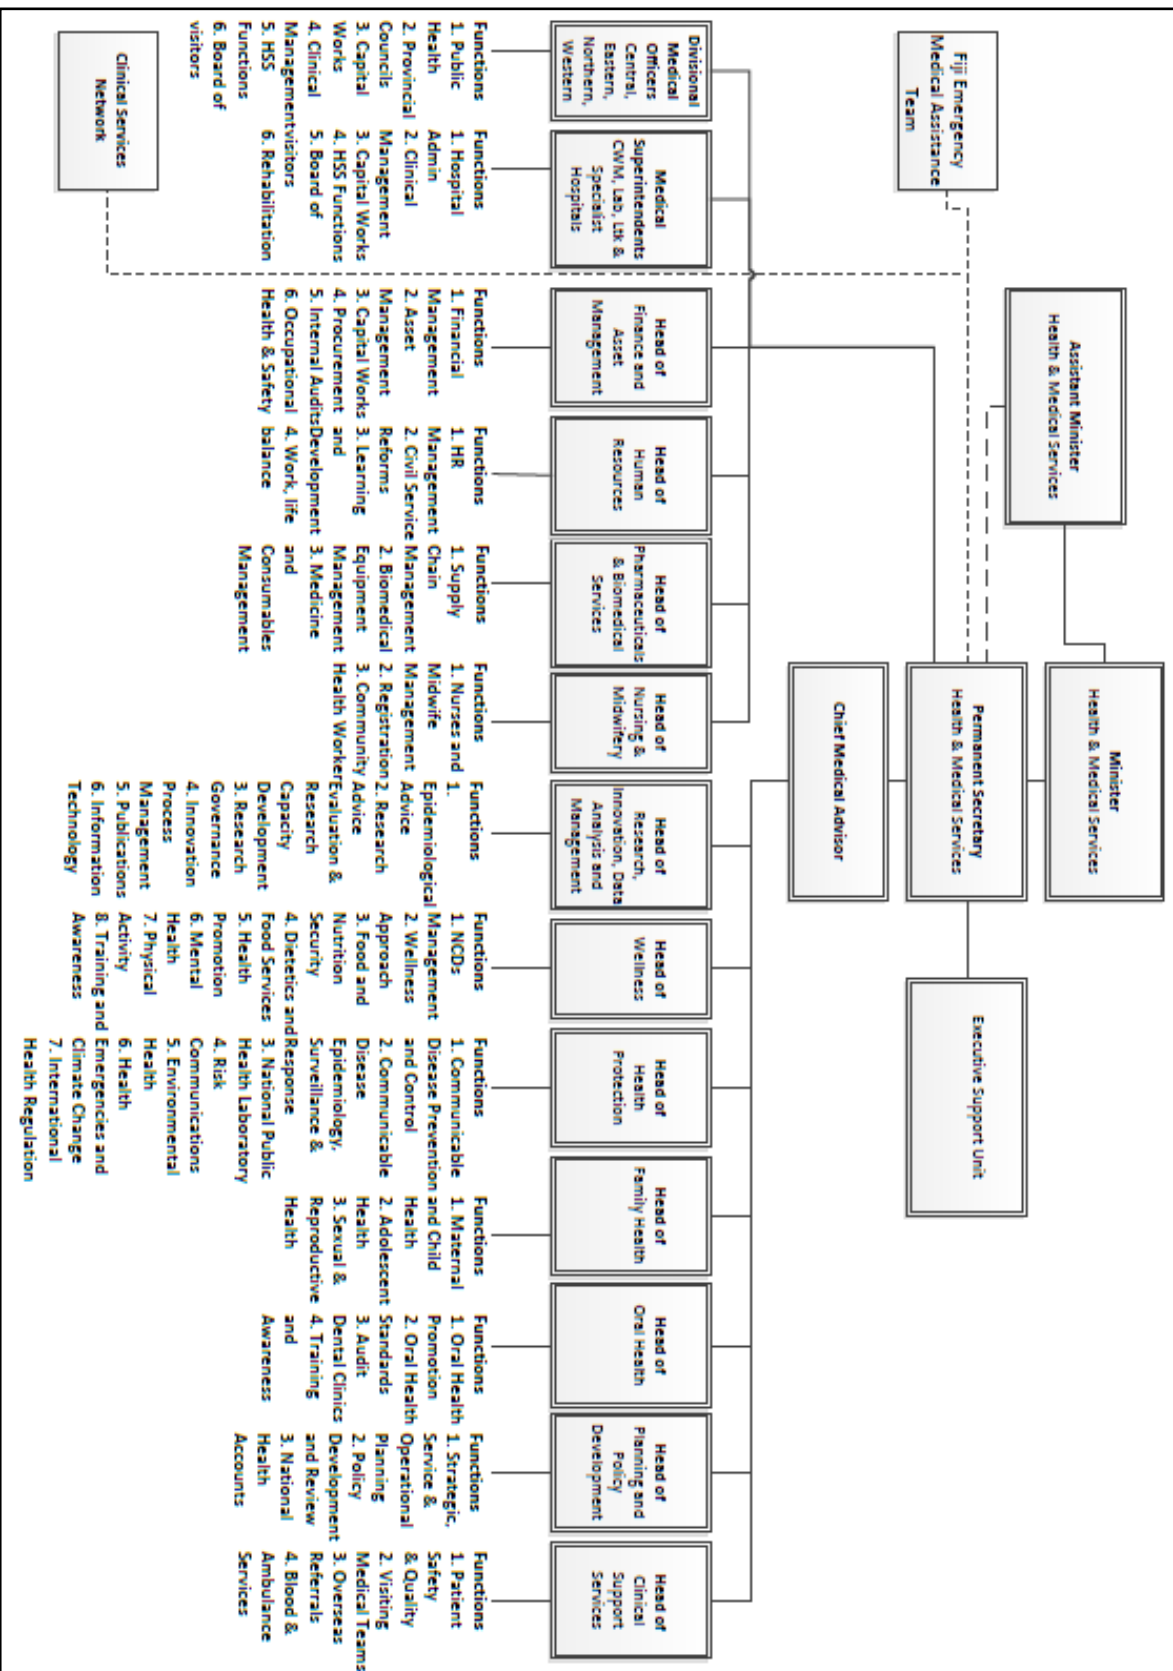 Minister
Health & Medical Services
Assistant Minister
Health & Medical Services
Permanent Secretary
Health & Medical Services
Executive Support Unit
Fiji Emergency
Medical Assistance
Team
Chief Medical Advisor
Divisional
Medical
Officers
Central,
Eastern,
Northern,
Western
Functions
1. Public
Health
2. Provincial
Councils
3. Capital
Works
4. Clinical
Management
5. HSS
Functions
6. Board of
visitors
Medical
Superintendents
CWM, Lab, Ltk &
Specialist
Hospitals
Functions
1. Hospital
Admin
2. Clinical
Management
3. Capital Works
4. HSS Functions
5. Board of
visitors
6. Rehabilitation
Head of
Finance and
Asset
Management
Functions
1. Financial
Management
2. Asset
Management
3. Capital Works
4. Procurement
5. Internal Audits
6. Occupational
Health & Safety
Head of
Human
Resources
Functions
1. HR
Management
2. Civil Service
Reforms
3. Learning
and
Development
4. Work, life
balance
Head of
Pharmaceuticals
& Biomedical
Services
Functions
1. Supply
Chain
Management
2. Biomedical
Equipment
Management
3. Medicine
and
Consumables
Management
Head of
Nursing &
Midwifery
Functions
1. Nurses and
Midwife
Management
2. Registration
3. Community
Health Worker
Head of
Research,
Innovation, Data
Analysis and
Management
Functions
1.
Epidemiological
Advice
2. Research
Advice
Evaluation &
Research
Capacity
Development
3. Research
Governance
4. Innovation
Process
Management
5. Publications
6. Information
Technology
Head of
Wellness
Functions
1. NCDs
Management
2. Wellness
Approach
3. Food and
Nutrition
Security
4. Dietetics and
Food Services
5. Health
Promotion
6. Mental
Health
7. Physical
Activity
8. Training and
Awareness
Head of
Health
Protection
Functions
1. Communicable
Disease Prevention
and Control
2. Communicable
Disease
Epidemiology,
Surveillance &
Response
3. National Public
Health Laboratory
4. Risk
Communications
5. Environmental
Health
6. Health
Emergencies and
Climate Change
7. International
Health Regulation
Head of
Family Health
Functions
1. Maternal
and Child
Health
2. Adolescent
Health
3. Sexual &
Reproductive
Health
Head of
Oral Health
Functions
1. Oral Health
Promotion
2. Oral Health
Standards
3. Audit
Dental Clinics
4. Training
and
Awareness
Head of
Planning and
Policy
Development
Functions
1. Strategic,
Service &
Operational
Planning
2. Policy
Development
and Review
3. National
Health
Accounts
Head of
Clinical
Support
Services
Functions
1. Patient
Safety
& Quality
2. Visiting
Medical Teams
3. Overseas
Referrals
4. Blood &
Ambulance
Services
Clinical Services
Network